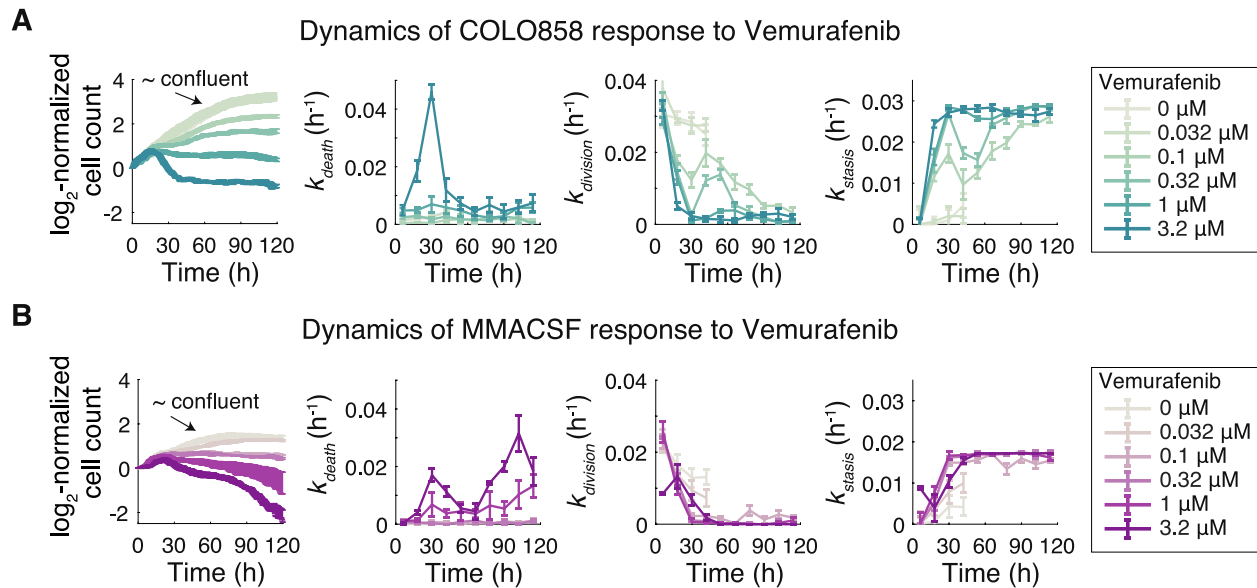 A
Dynamics of COLO858 response to Vemurafenib
log2-normalized
cell count
4
2
0
-2
~ confluent
0 30 60 90 120
Time (h)
kdeath (h-1)
0.04
0.02
0
0 30 60 90 120
Time (h)
kdivision (h-1)
0.04
0.02
0
0 30 60 90 120
Time (h)
kstasis (h-1)
0.03
0.02
0.01
0
0 30 60 90 120
Time (h)
Vemurafenib
0 µM
0.032 µM
0.1 µM
0.32 µM
1 µM
3.2 µM
B
Dynamics of MMACSF response to Vemurafenib
log2-normalized
cell count
4
2
0
-2
~ confluent
0 30 60 90 120
Time (h)
kdeath (h-1)
0.04
0.02
0
0 30 60 90 120
Time (h)
kdivision (h-1)
0.04
0.02
0
0 30 60 90 120
Time (h)
kstasis (h-1)
0.03
0.02
0.01
0
0 30 60 90 120
Time (h)
Vemurafenib
0 µM
0.032 µM
0.1 µM
0.32 µM
1 µM
3.2 µM